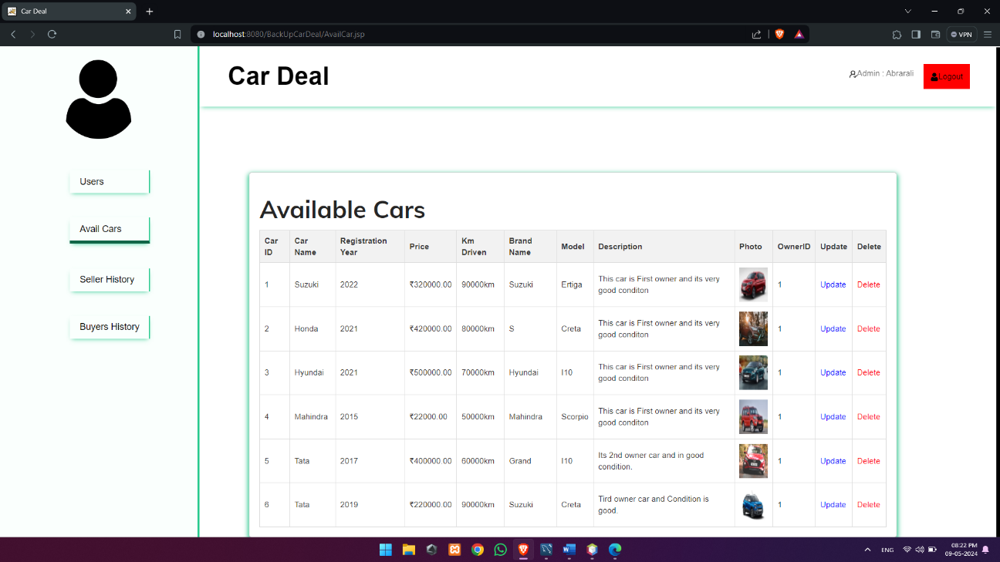 Car Deal
localhost:8080/BackUpCarDeal/AvailCar.jsp
VPN
Car Deal
Admin : Abrarali
Logout
Users
Avail Cars
Seller History
Buyers History
Available Cars
Car ID Car Name Registration Year Price Km Driven Brand Name Model Description Photo OwnerID Update Delete
1 Suzuki 2022 ₹320000.00 90000km Suzuki Ertiga This car is First owner and its very good conditon 1 Update Delete
2 Honda 2021 ₹420000.00 80000km S Creta This car is First owner and its very good conditon 1 Update Delete
3 Hyundai 2021 ₹500000.00 70000km Hyundai I10 This car is First owner and its very good conditon 1 Update Delete
4 Mahindra 2015 ₹22000.00 50000km Mahindra Scorpio This car is First owner and its very good conditon 1 Update Delete
5 Tata 2017 ₹400000.00 60000km Grand I10 Its 2nd owner car and in good condition. 1 Update Delete
6 Tata 2019 ₹220000.00 90000km Suzuki Creta Tird owner car and Condition is good. 1 Update Delete
ENG
08:22 PM
09-05-2024